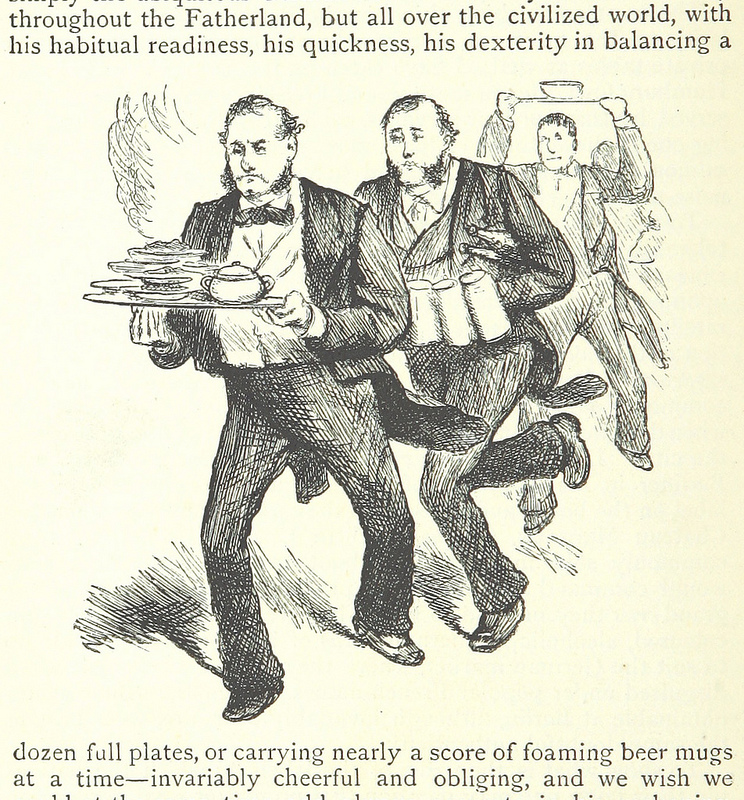 throughout the Fatherland, but all over the civilized world, with
his habitual readiness, his quickness, his dexterity in balancing a
dozen full plates, or carrying nearly a score of foaming beer mugs
at a time—invariably cheerful and obliging, and we wish we